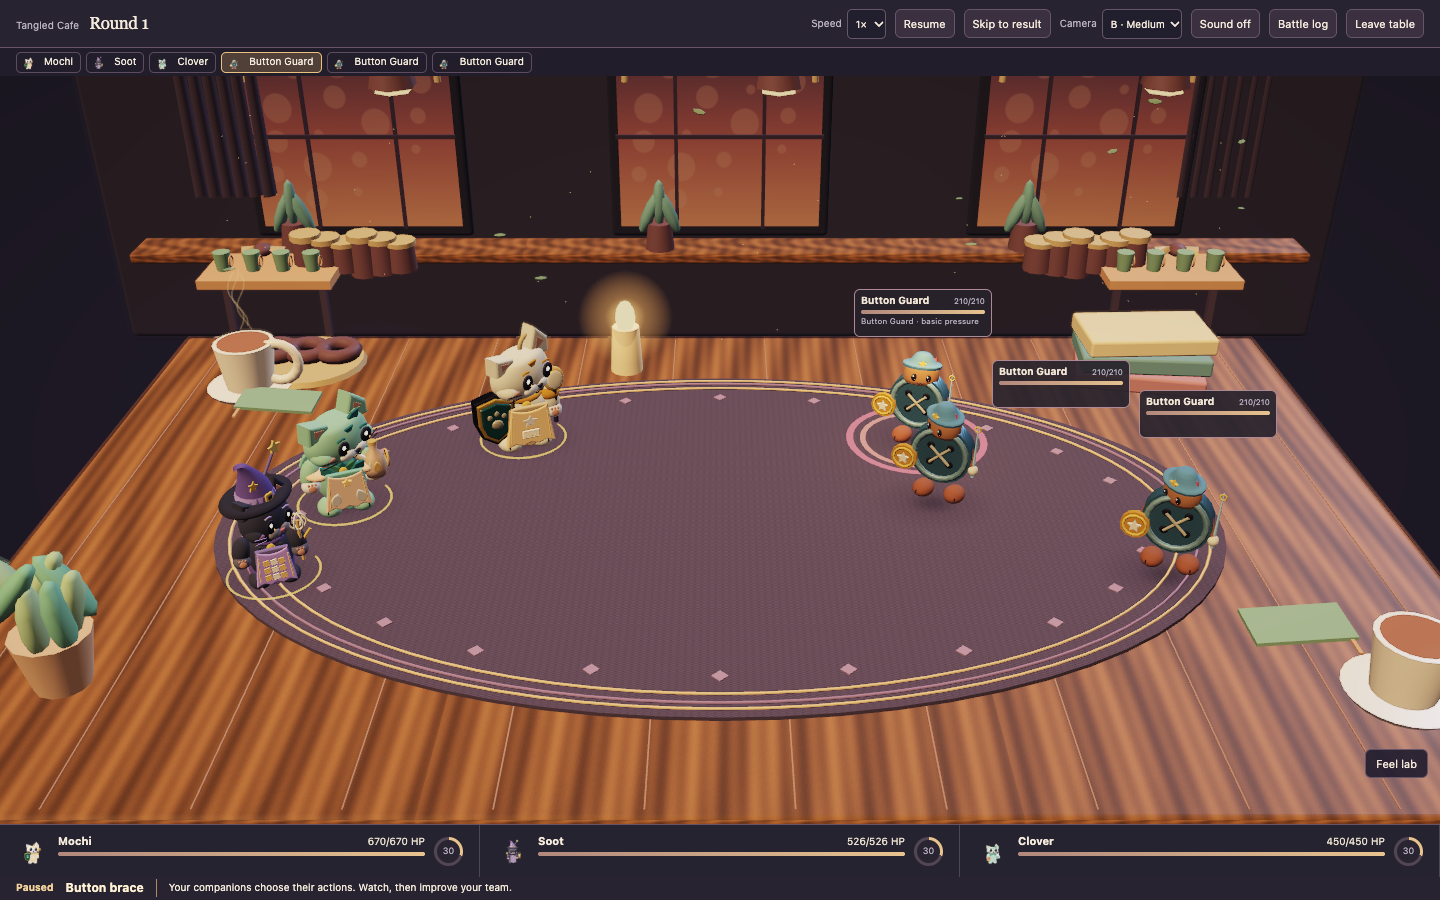 Tangled Cafe Round 1
Speed 1x Resume Skip to result Camera B · Medium Sound off Battle log Leave table
Mochi Soot Clover Button Guard Button Guard Button Guard
Button Guard 210/210
Button Guard · basic pressure
Button Guard 210/210
Button Guard 210/210
Feel lab
Mochi 670/670 HP 30
Soot 526/526 HP 30
Clover 450/450 HP 30
Paused Button brace Your companions choose their actions. Watch, then improve your team.